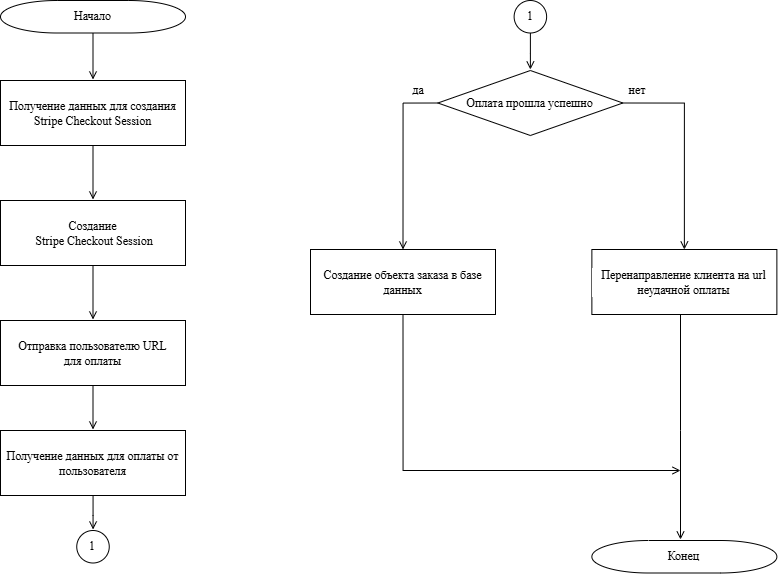 Начало
Получение данных для создания
Stripe Checkout Session
Создание
Stripe Checkout Session
Отправка пользователю URL
для оплаты
Получение данных для оплаты от
пользователя
1
1
Оплата прошла успешно
да
нет
Создание объекта заказа в базе
данных
Перенаправление клиента на url
неудачной оплаты
Конец